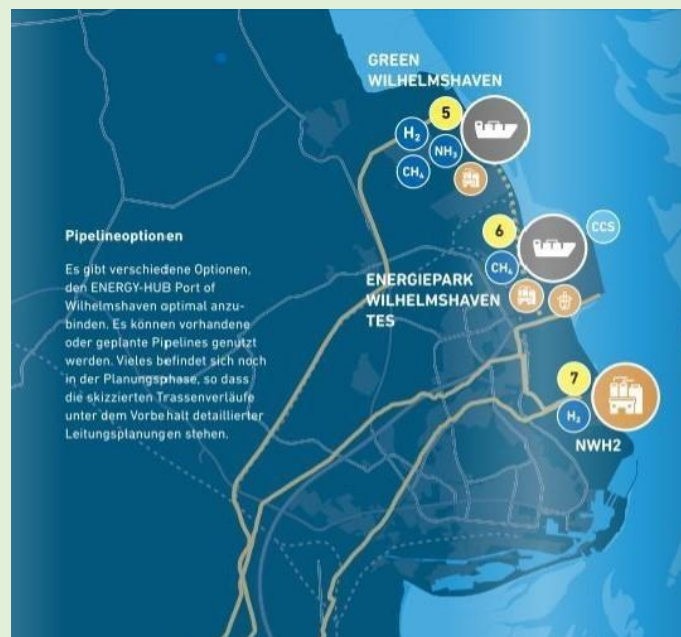 GREEN
WILHELMSHAVEN
5
H₂
NH₃
CH₄
6
CCS
CH₄
ENERGIEPARK
WILHELMSHAVEN
TES
7
H₂
NWH2
Pipelineoptionen
Es gibt verschiedene Optionen,
den ENERGY-HUB Port of
Wilhelmshaven optimal anzu-
binden. Es können vorhandene
oder geplante Pipelines genutzt
werden. Vieles befindet sich noch
in der Planungsphase, so dass
die skizzierten Trassenverläufe
unter dem Vorbehalt detaillierter
Leitungsplanungen stehen.